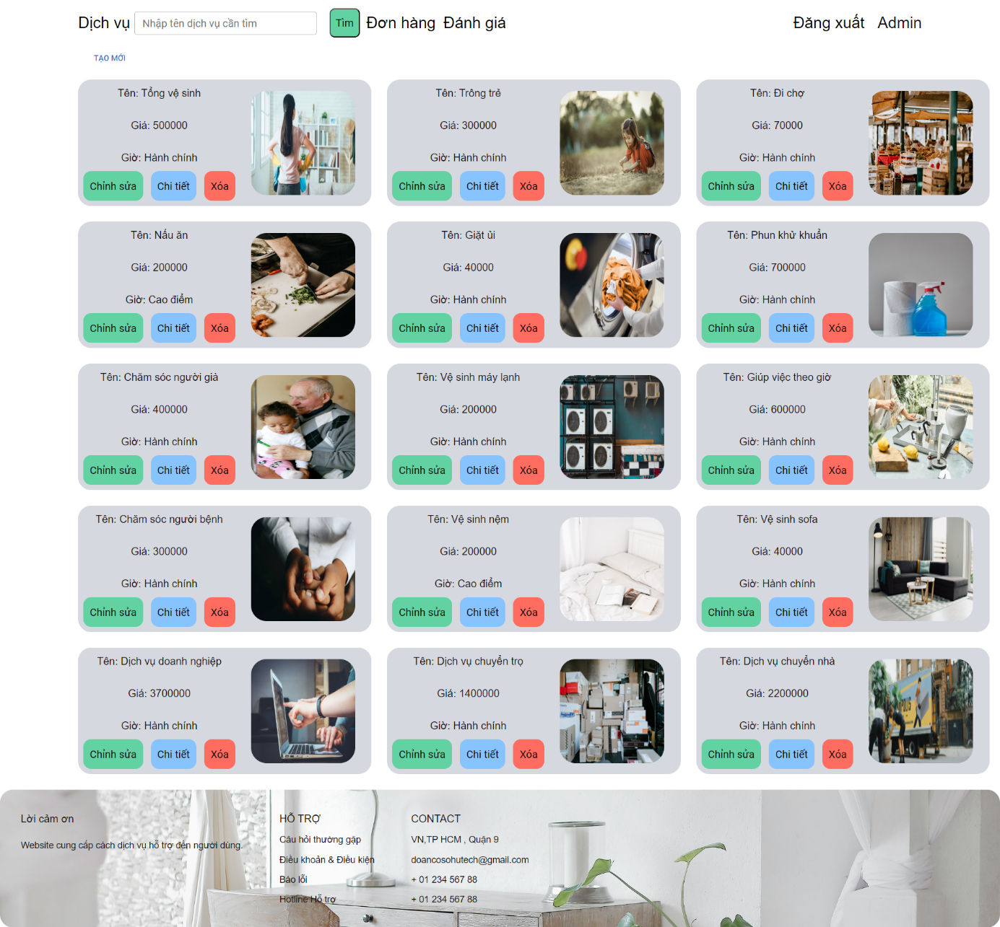 Dịch vụ Nhập tên dịch vụ cần tìm Tìm Đơn hàng Đánh giá Đăng xuất Admin
TẠO MỚI
Tên: Tổng vệ sinh
Giá: 500000
Giờ: Hành chính
Chỉnh sửa Chi tiết Xóa
Tên: Trông trẻ
Giá: 300000
Giờ: Hành chính
Chỉnh sửa Chi tiết Xóa
Tên: Đi chợ
Giá: 70000
Giờ: Hành chính
Chỉnh sửa Chi tiết Xóa
Tên: Nấu ăn
Giá: 200000
Giờ: Cao điểm
Chỉnh sửa Chi tiết Xóa
Tên: Giặt ủi
Giá: 40000
Giờ: Hành chính
Chỉnh sửa Chi tiết Xóa
Tên: Phun khử khuẩn
Giá: 700000
Giờ: Hành chính
Chỉnh sửa Chi tiết Xóa
Tên: Chăm sóc người già
Giá: 400000
Giờ: Hành chính
Chỉnh sửa Chi tiết Xóa
Tên: Vệ sinh máy lạnh
Giá: 200000
Giờ: Hành chính
Chỉnh sửa Chi tiết Xóa
Tên: Giúp việc theo giờ
Giá: 600000
Giờ: Hành chính
Chỉnh sửa Chi tiết Xóa
Tên: Chăm sóc người bệnh
Giá: 300000
Giờ: Hành chính
Chỉnh sửa Chi tiết Xóa
Tên: Vệ sinh nệm
Giá: 200000
Giờ: Cao điểm
Chỉnh sửa Chi tiết Xóa
Tên: Vệ sinh sofa
Giá: 40000
Giờ: Hành chính
Chỉnh sửa Chi tiết Xóa
Tên: Dịch vụ doanh nghiệp
Giá: 3700000
Giờ: Hành chính
Chỉnh sửa Chi tiết Xóa
Tên: Dịch vụ chuyển trọ
Giá: 1400000
Giờ: Hành chính
Chỉnh sửa Chi tiết Xóa
Tên: Dịch vụ chuyển nhà
Giá: 2200000
Giờ: Hành chính
Chỉnh sửa Chi tiết Xóa
Lời cảm ơn
Website cung cấp cách dịch vụ hỗ trợ đến người dùng.
HỖ TRỢ
Câu hỏi thường gặp
Điều khoản & Điều kiện
Báo lỗi
Hotline Hỗ trợ
CONTACT
VN,TP HCM , Quận 9
doancosohutech@gmail.com
+ 01 234 567 88
+ 01 234 567 88